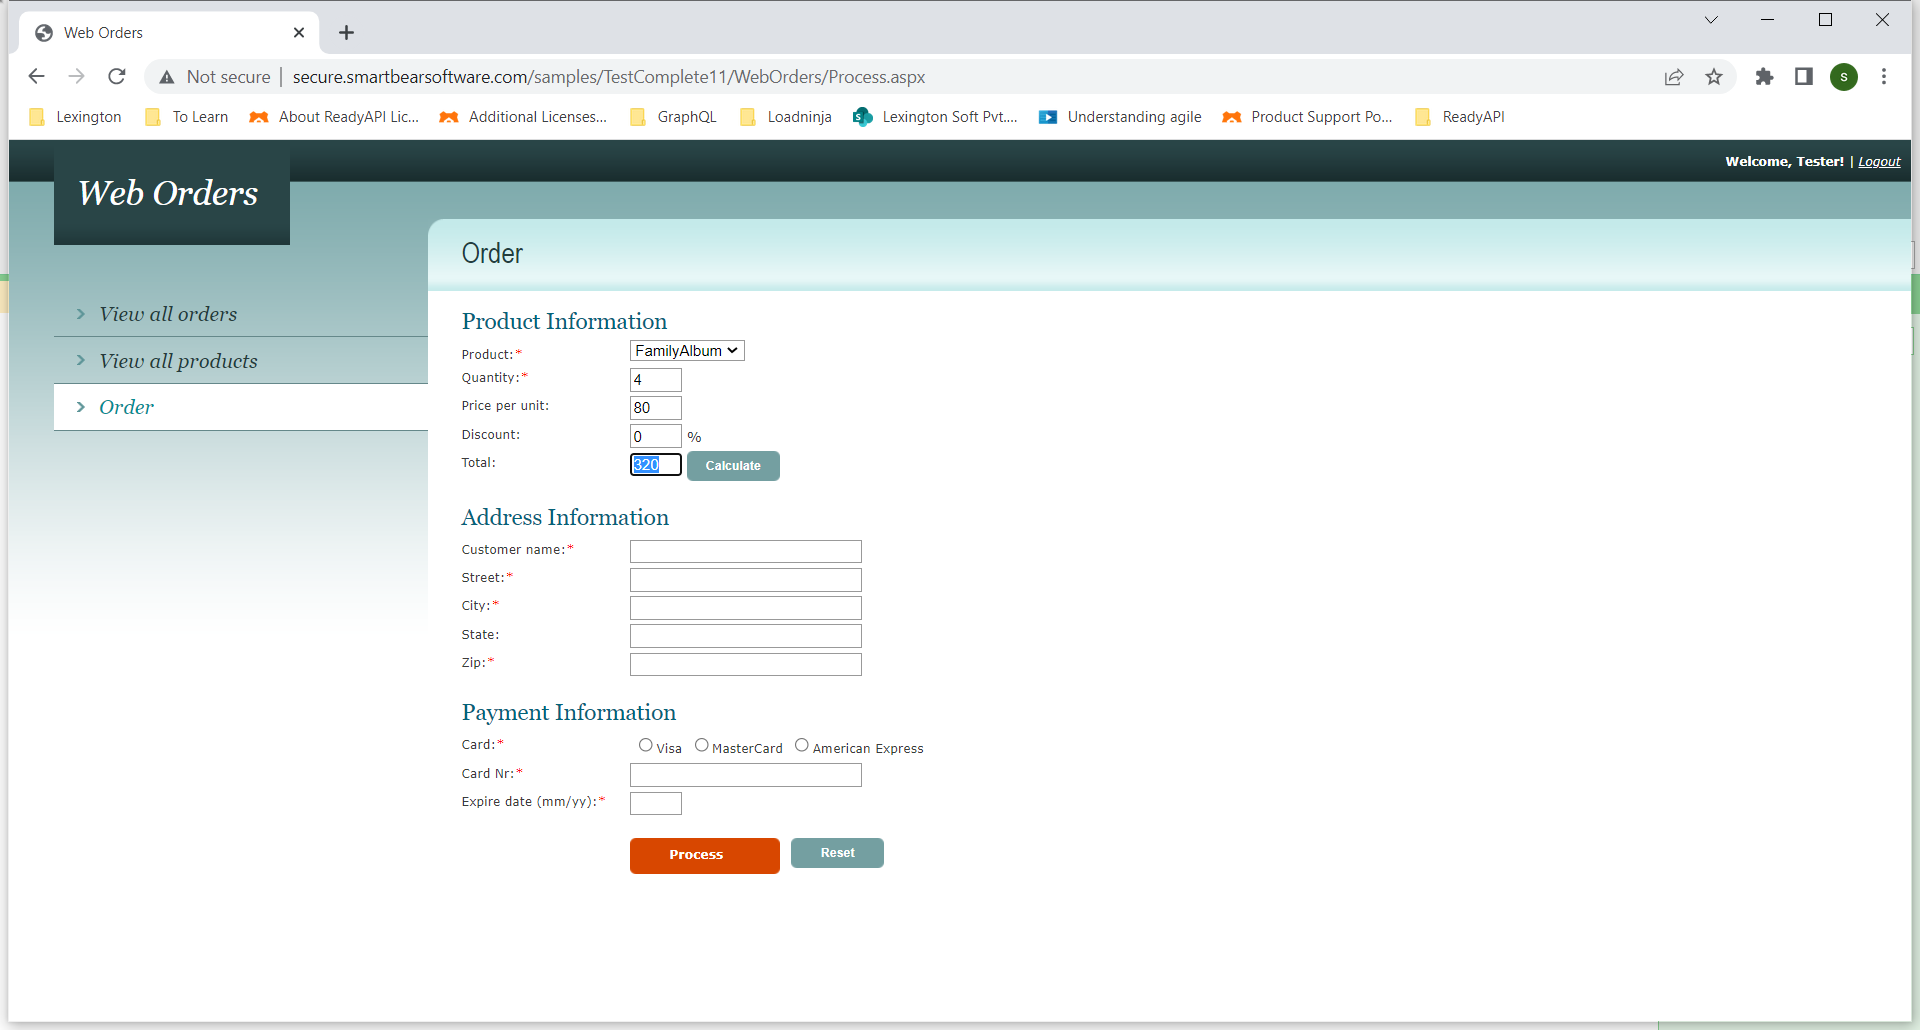 Web Orders
Not secure | secure.smartbearsoftware.com/samples/TestComplete11/WebOrders/Process.aspx
S
Lexington To Learn About ReadyAPI Lic... Additional Licenses... GraphQL Loadninja Lexington Soft Pvt.... Understanding agile Product Support Po... ReadyAPI
Welcome, Tester! | Logout
Web Orders
View all orders
View all products
Order
Order
Product Information
Product:* FamilyAlbum
Quantity:* 4
Price per unit: 80
Discount: 0 %
Total: 320 Calculate
Address Information
Customer name:*
Street:*
City:*
State:
Zip:*
Payment Information
Card:* Visa MasterCard American Express
Card Nr:*
Expire date (mm/yy):*
Process Reset